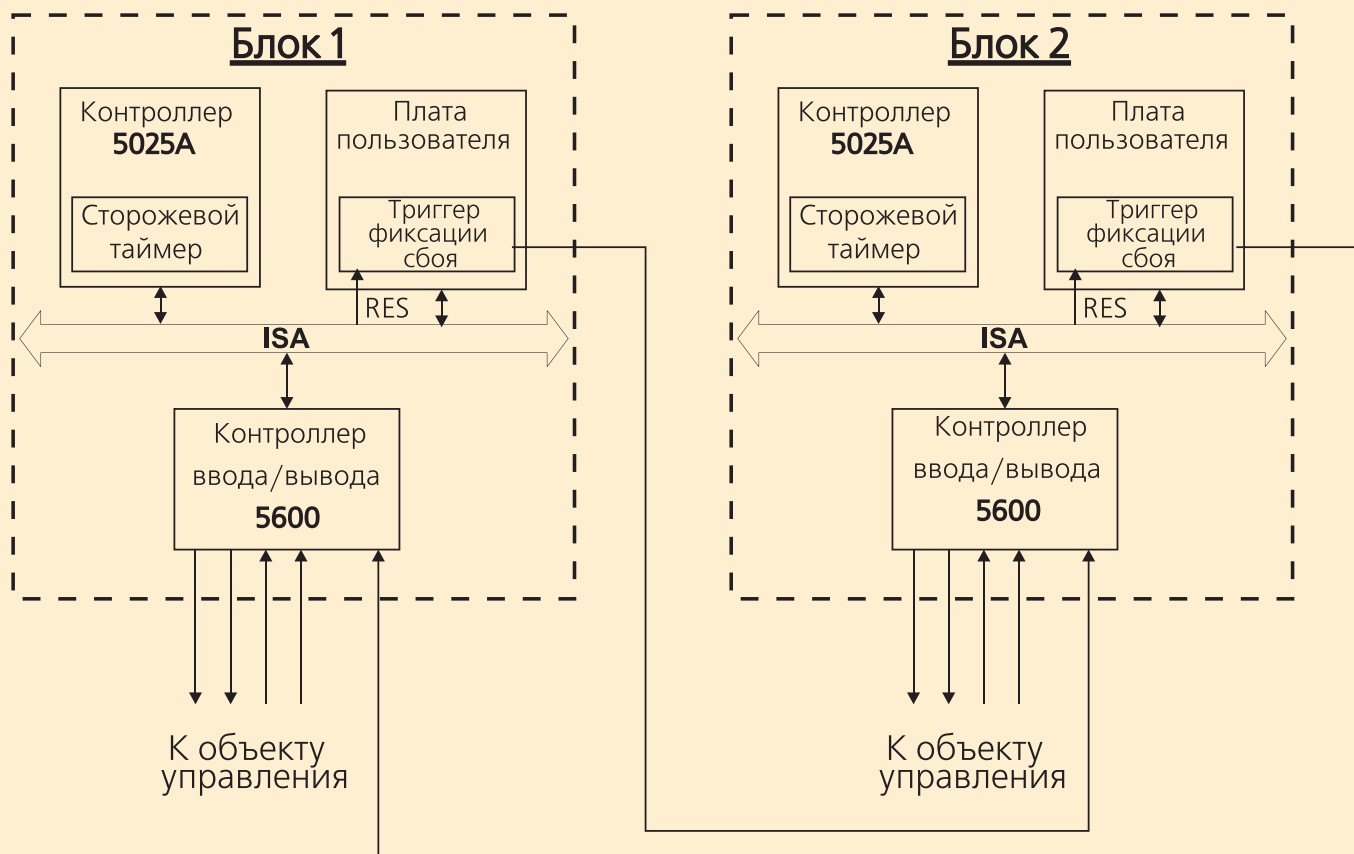 Блок 1
Контроллер
5025А
Сторожевой
таймер
Плата
пользователя
Триггер
фиксации
сбоя
RES
ISA
Контроллер
ввода/вывода
5600
К объекту
управления
Блок 2
Контроллер
5025А
Сторожевой
таймер
Плата
пользователя
Триггер
фиксации
сбоя
RES
ISA
Контроллер
ввода/вывода
5600
К объекту
управления